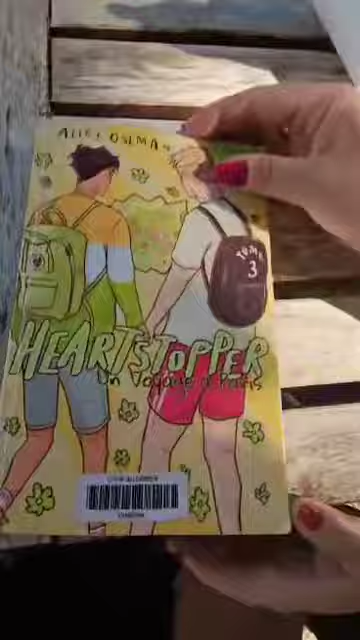 ALICE OSEMAN
TOME
3
HEARTSTOPPER
un voyage à Paris